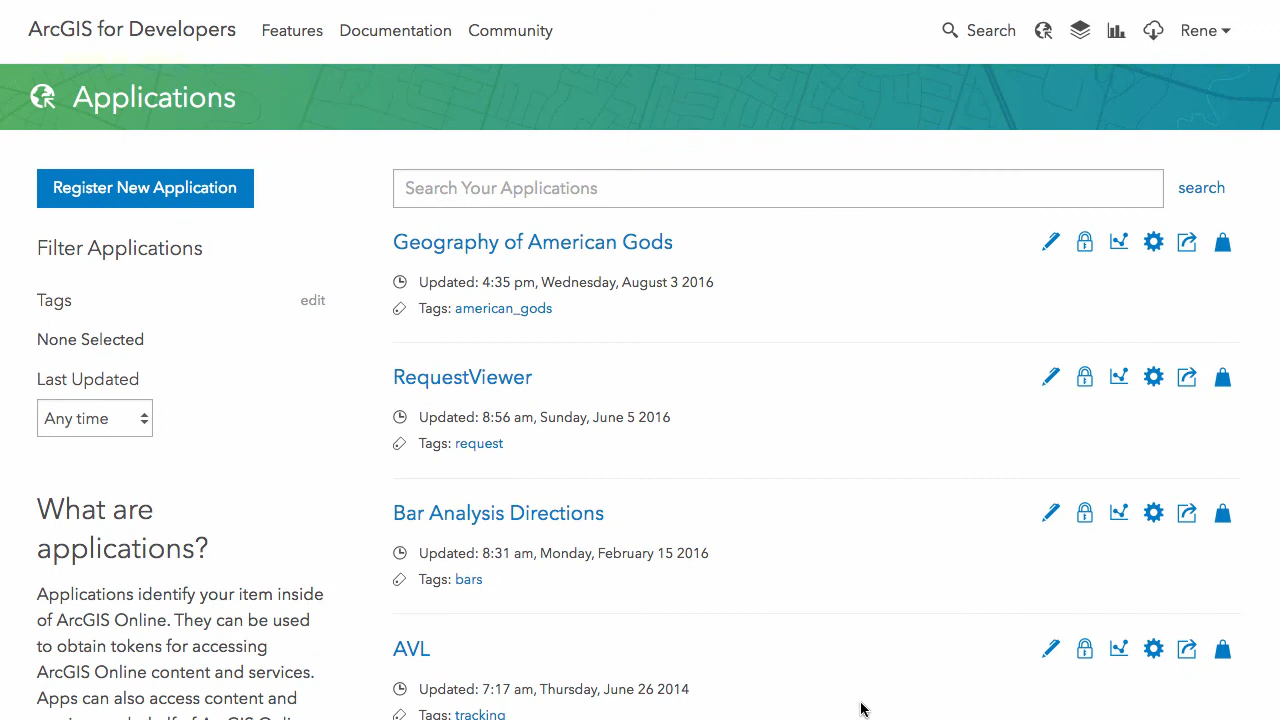 ArcGIS for Developers Features Documentation Community Search Rene
Applications
Register New Application
Filter Applications
Tags edit
None Selected
Last Updated
Any time
What are
applications?
Applications identify your item inside
of ArcGIS Online. They can be used
to obtain tokens for accessing
ArcGIS Online content and services.
Apps can also access content and
Search Your Applications search
Geography of American Gods
Updated: 4:35 pm, Wednesday, August 3 2016
Tags: american_gods
RequestViewer
Updated: 8:56 am, Sunday, June 5 2016
Tags: request
Bar Analysis Directions
Updated: 8:31 am, Monday, February 15 2016
Tags: bars
AVL
Updated: 7:17 am, Thursday, June 26 2014
Tags: tracking